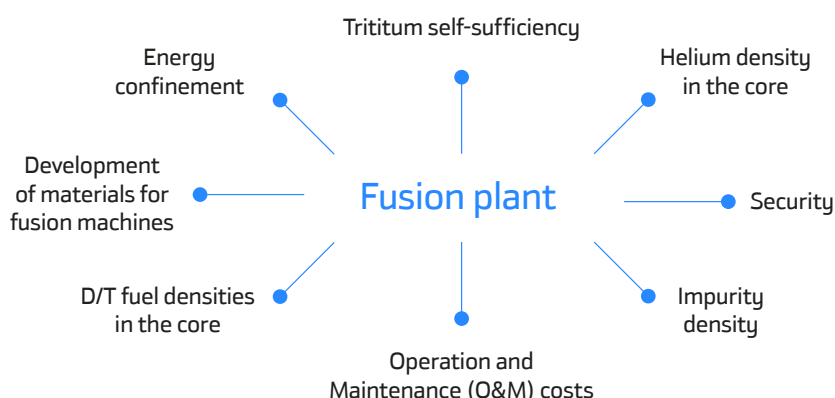 Trititum self-sufficiency
Energy
confinement
Helium density
in the core
Development
of materials for
fusion machines
Fusion plant
Security
D/T fuel densities
in the core
Impurity
density
Operation and
Maintenance (O&M) costs